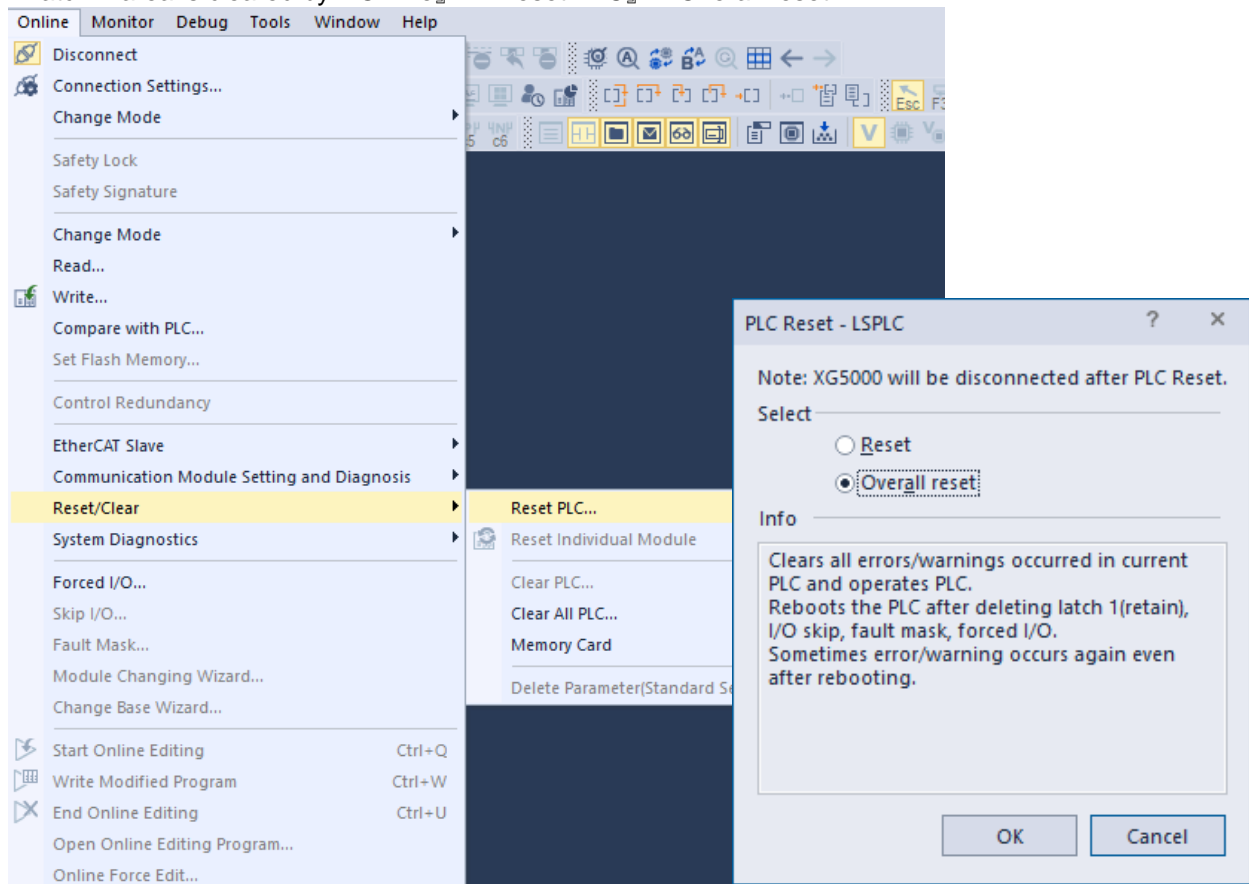 Online Monitor Debug Tools Window Help
Disconnect
Connection Settings...
Change Mode
Safety Lock
Safety Signature
Change Mode
Read...
Write...
Compare with PLC...
Set Flash Memory...
Control Redundancy
EtherCAT Slave
Communication Module Setting and Diagnosis
Reset/Clear
System Diagnostics
Forced I/O...
Skip I/O...
Fault Mask...
Module Changing Wizard...
Change Base Wizard...
Start Online Editing Ctrl+Q
Write Modified Program Ctrl+W
End Online Editing Ctrl+U
Open Online Editing Program...
Online Force Edit...
Esc
c6
Reset PLC...
Reset Individual Module
Clear PLC...
Clear All PLC...
Memory Card
Delete Parameter(Standard
PLC Reset - LSPLC ? ×
Note: XG5000 will be disconnected after PLC Reset.
Select
Reset
Overall reset
Info
Clears all errors/warnings occurred in current
PLC and operates PLC.
Reboots the PLC after deleting latch 1(retain),
I/O skip, fault mask, forced I/O.
Sometimes error/warning occurs again even
after rebooting.
OK Cancel